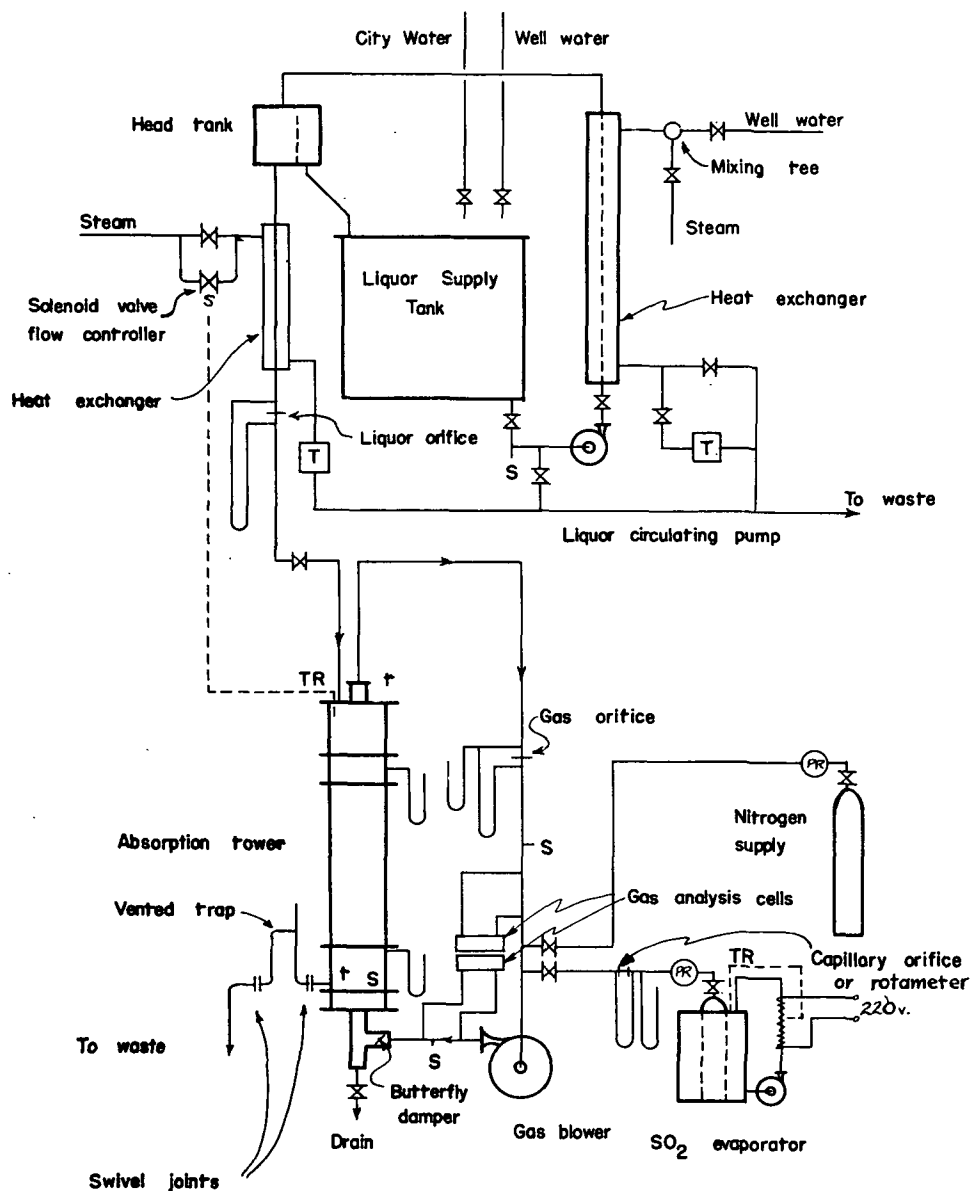 City Water
Well water
Head tank
Well water
Mixing tee
Steam
Steam
Liquor Supply
Tank
Solenoid valve
flow controller
S
Heat exchanger
Heat exchanger
Liquor orifice
T
S
T
To waste
Liquor circulating pump
TR
t
Gas orifice
PR
Nitrogen
supply
Absorption tower
S
Vented trap
Gas analysis cells
t
S
TR
Capillary orifice
or rotameter
PR
220v.
To waste
S
Butterfly
damper
Drain
Gas blower
SO2 evaporator
Swivel joints